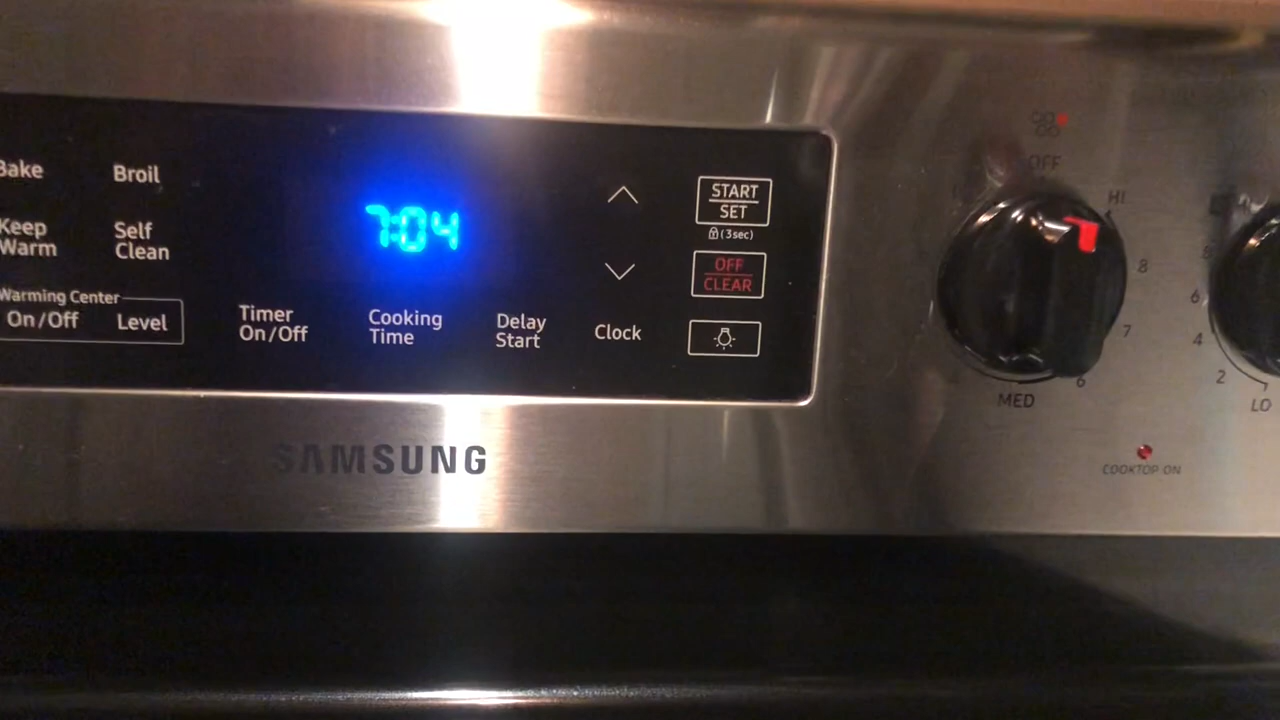 Bake
Broil
Keep
Warm
Self
Clean
Warming Center
On/Off
Level
7:04
Timer
On/Off
Cooking
Time
Delay
Start
Clock
START
SET
(3sec)
OFF
CLEAR
SAMSUNG
OFF
HI
8
7
6
MED
COOKTOP ON
8
6
4
2
LO